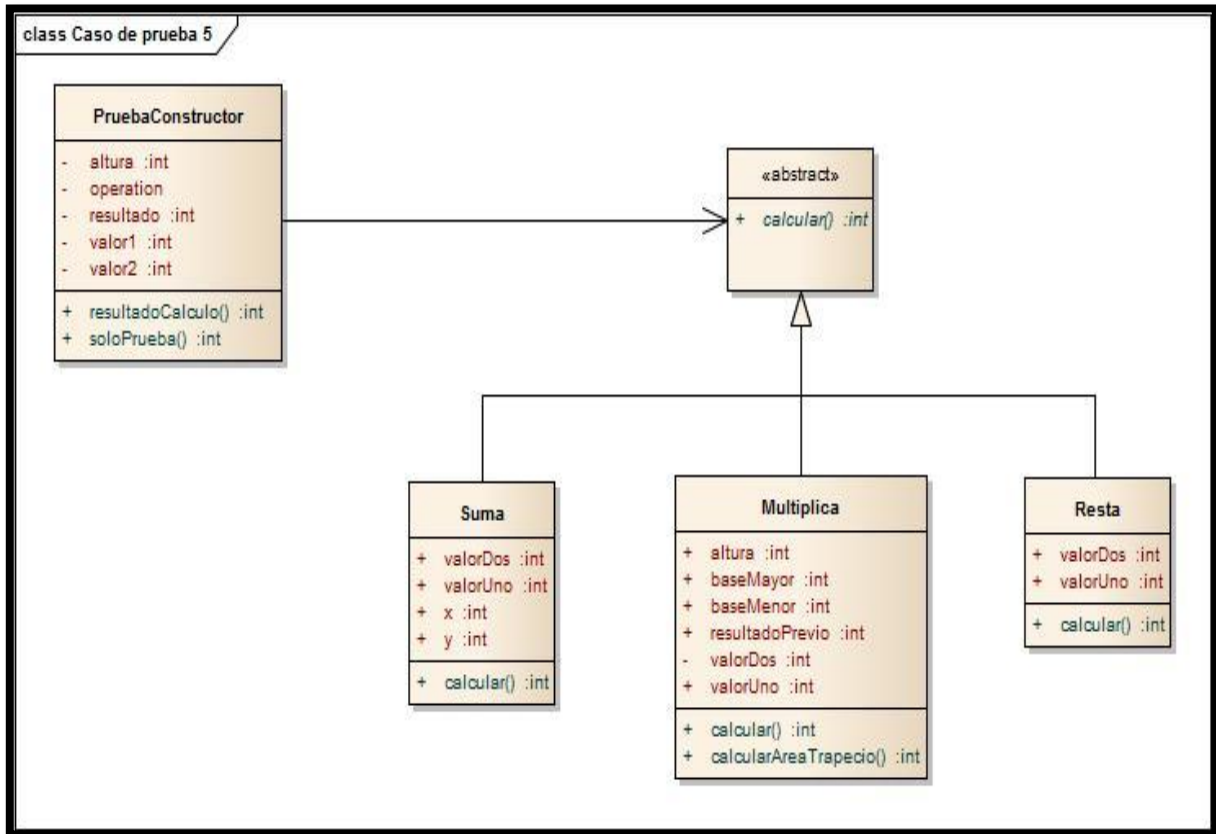 class Caso de prueba 5
PruebaConstructor
- altura :int
- operation
- resultado :int
- valor1 :int
- valor2 :int
+ resultadoCalculo() :int
+ soloPrueba() :int
«abstract»
+ calcular() :int
Suma
+ valorDos :int
+ valorUno :int
+ x :int
+ y :int
+ calcular() :int
Multiplica
+ altura :int
+ baseMayor :int
+ baseMenor :int
+ resultadoPrevio :int
- valorDos :int
+ valorUno :int
+ calcular() :int
+ calcularAreaTrapecio() :int
Resta
+ valorDos :int
+ valorUno :int
+ calcular() :int